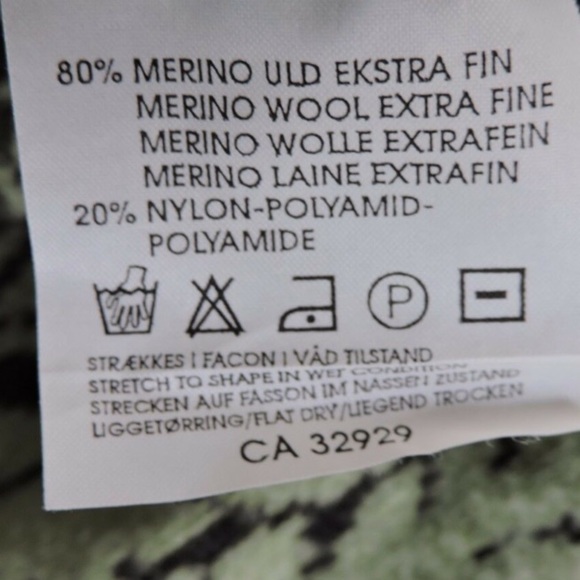 80% MERINO ULD EKSTRA FIN
MERINO WOOL EXTRA FINE
MERINO WOLLE EXTRAFEIN
MERINO LAINE EXTRAFIN
20% NYLON-POLYAMID-
POLYAMIDE
P
STRÆKKES I FACON I VÅD TILSTAND
STRETCH TO SHAPE IN WET CONDITION
STRECKEN AUF FASSON IM NASSEN ZUSTAND
LIGGETØRRING/FLAT DRY/LIEGEND TROCKEN
CA 32929